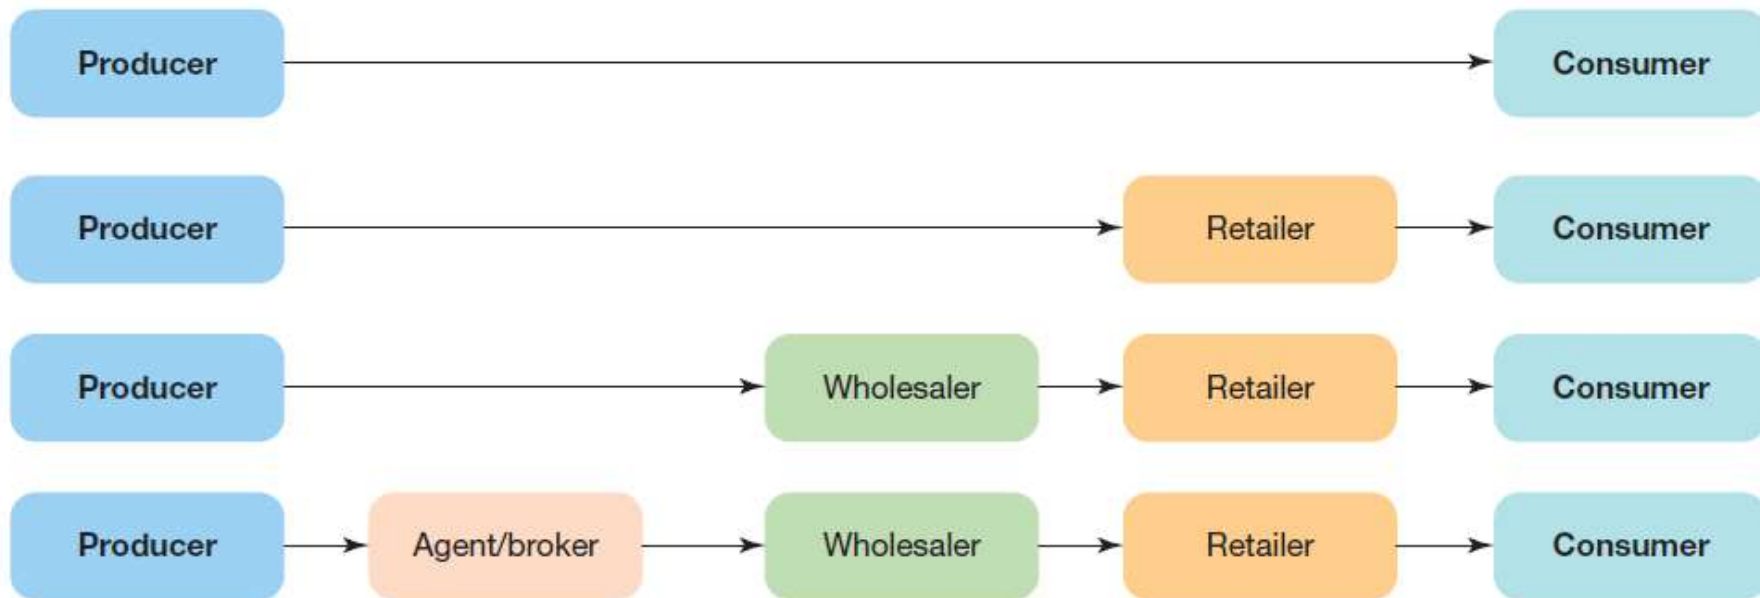 Producer Consumer
Producer Retailer Consumer
Producer Wholesaler Retailer Consumer
Producer Agent/broker Wholesaler Retailer Consumer